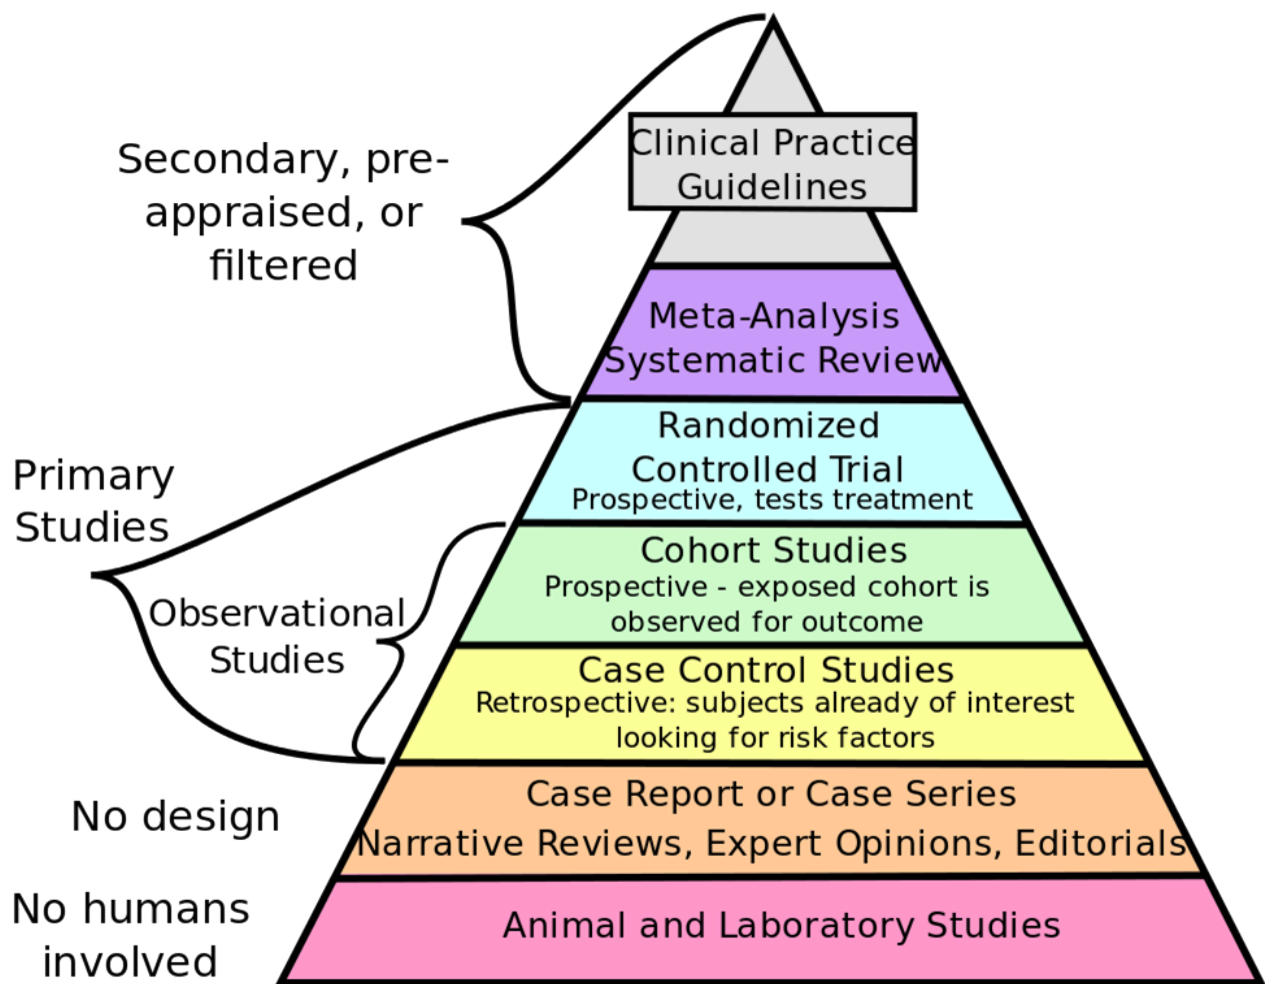 Clinical Practice
Guidelines
Secondary, pre-
appraised, or
filtered
Meta-Analysis
Systematic Review
Randomized
Controlled Trial
Prospective, tests treatment
Primary
Studies
Cohort Studies
Prospective - exposed cohort is
observed for outcome
Observational
Studies
Case Control Studies
Retrospective: subjects already of interest
looking for risk factors
No design
Case Report or Case Series
Narrative Reviews, Expert Opinions, Editorials
No humans
involved
Animal and Laboratory Studies